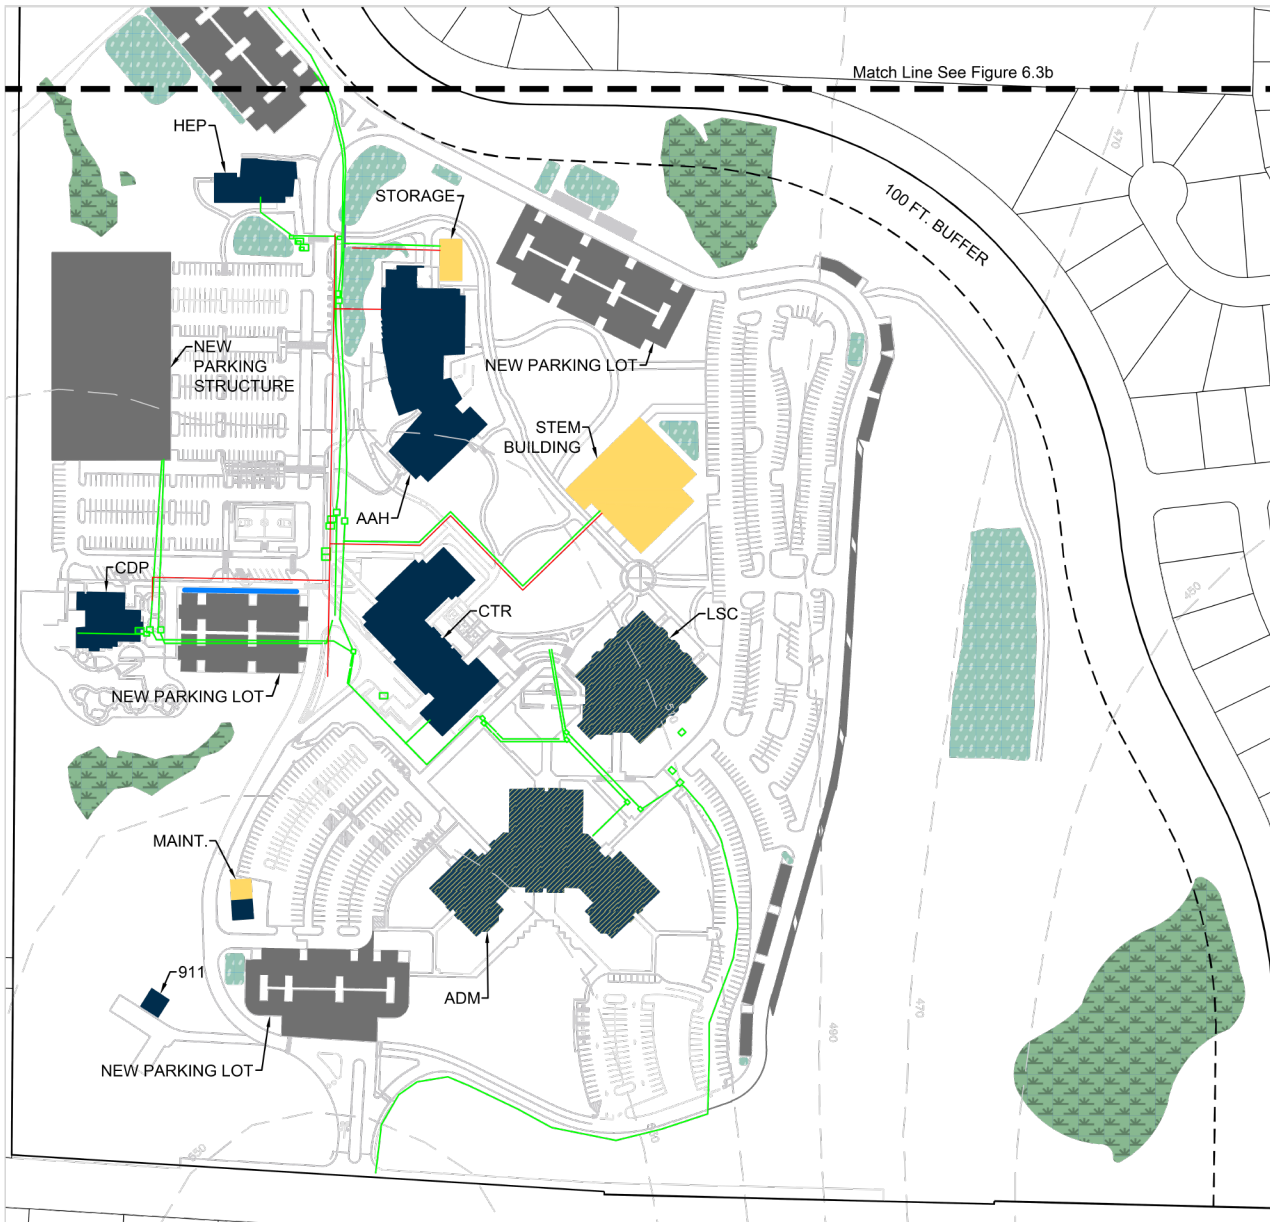 Match Line See Figure 6.3b
HEP
470
STORAGE
100 FT. BUFFER
NEW
PARKING
STRUCTURE
NEW PARKING LOT
STEM
BUILDING
AAH
CDP
450
CTR
LSC
NEW PARKING LOT
MAINT.
911
ADM
470
490
NEW PARKING LOT
550